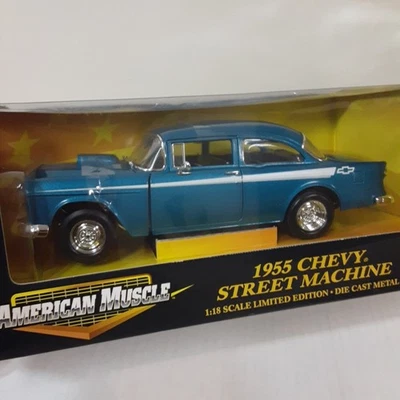 AMERICAN MUSCLE
1955 CHEVY®
STREET MACHINE
1:18 SCALE LIMITED EDITION • DIE CAST METAL